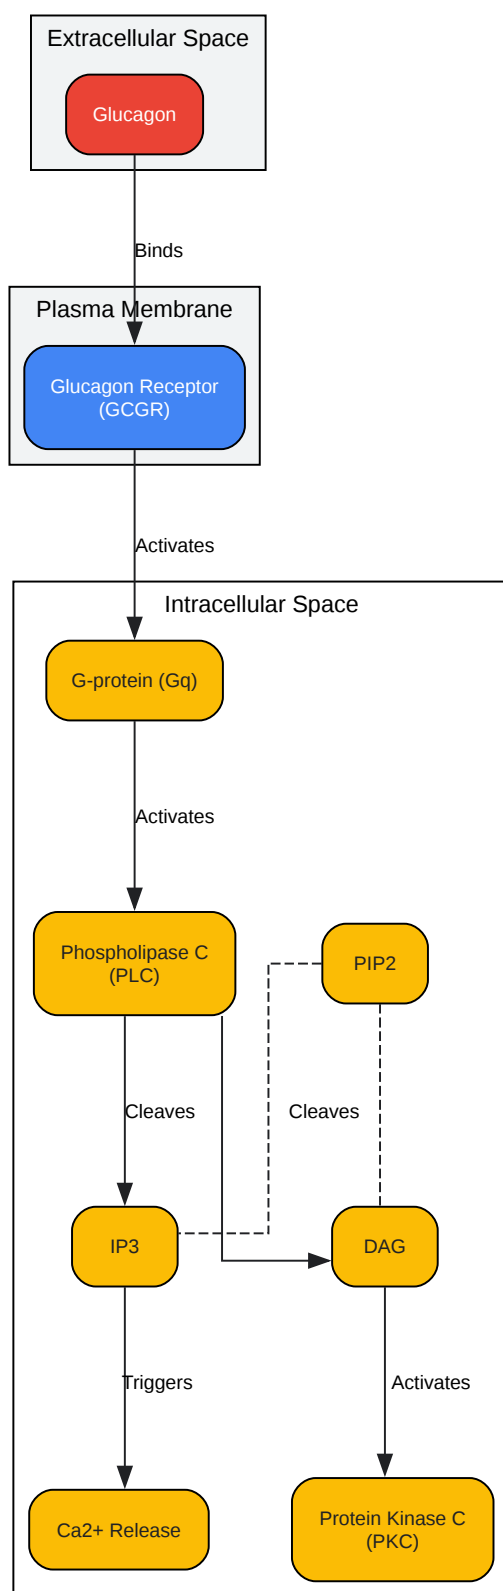 Extracellular Space
Glucagon
Binds
Plasma Membrane
Glucagon Receptor
(GCGR)
Activates
Intracellular Space
G-protein (Gq)
Activates
Phospholipase C
(PLC)
PIP2
Cleaves
Cleaves
IP3
DAG
Triggers
Activates
Ca2+ Release
Protein Kinase C
(PKC)